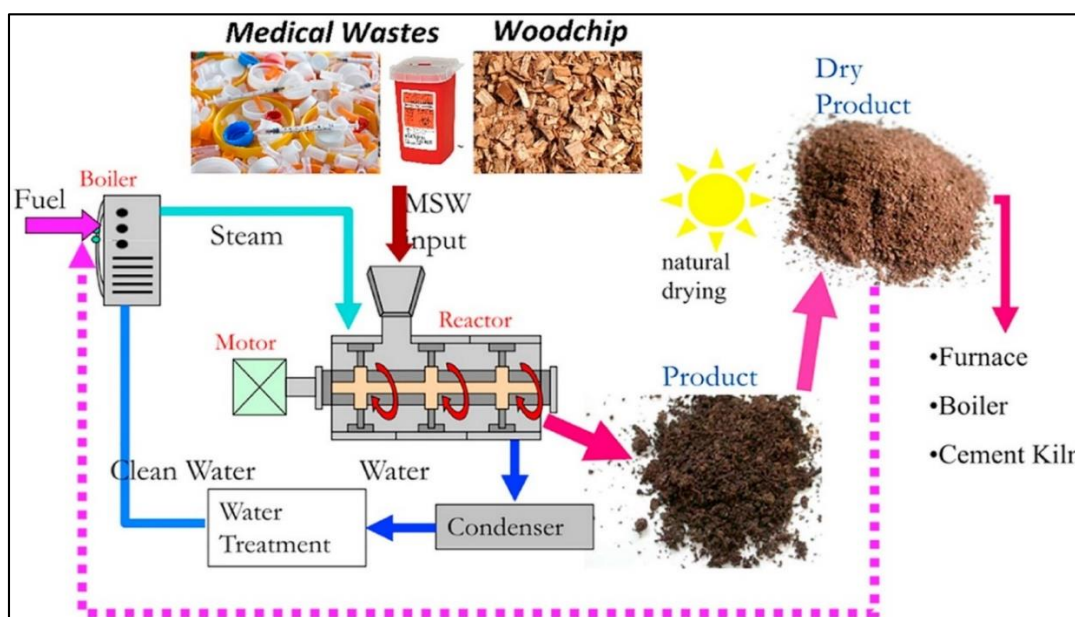 Medical Wastes
Woodchip
Dry
Product
Boiler
Fuel
Steam
MSW
input
natural
drying
Motor
Reactor
Product
•Furnace
•Boiler
•Cement Kiln
Clean Water
Water
Water
Treatment
Condenser